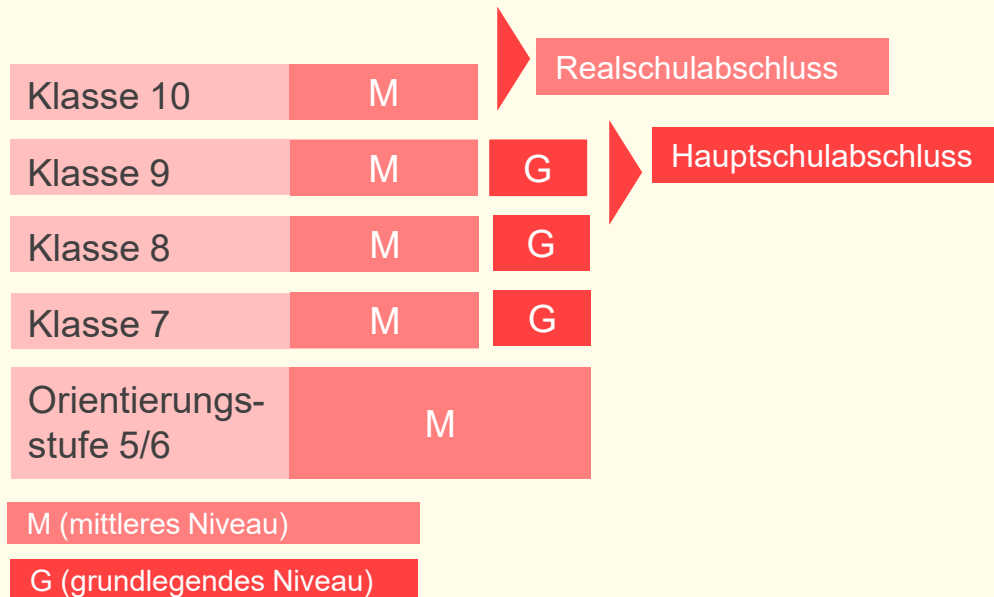 Realschulabschluss
Klasse 10 M
Klasse 9 M G
Hauptschulabschluss
Klasse 8 M G
Klasse 7 M G
Orientierungs-
stufe 5/6
M
M (mittleres Niveau)
G (grundlegendes Niveau)